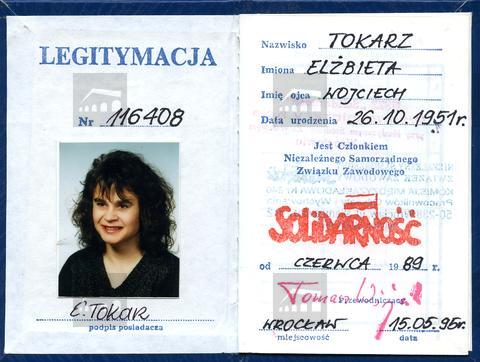 LEGITYMACJA
Nr 116408
E. TOKARZ
podpis posiadacza
Nazwisko TOKARZ
Imiona ELŻBIETA
Imię ojca WOJCIECH
Data urodzenia 26.10.1951r.
Jest Członkiem
Niezależnego Samorządnego
Związku Zawodowego
SOLIDARNOŚĆ
od CZERWCA 1989 r.
Przewodniczący
WROCŁAW 15.05.95r.
miejscowość data